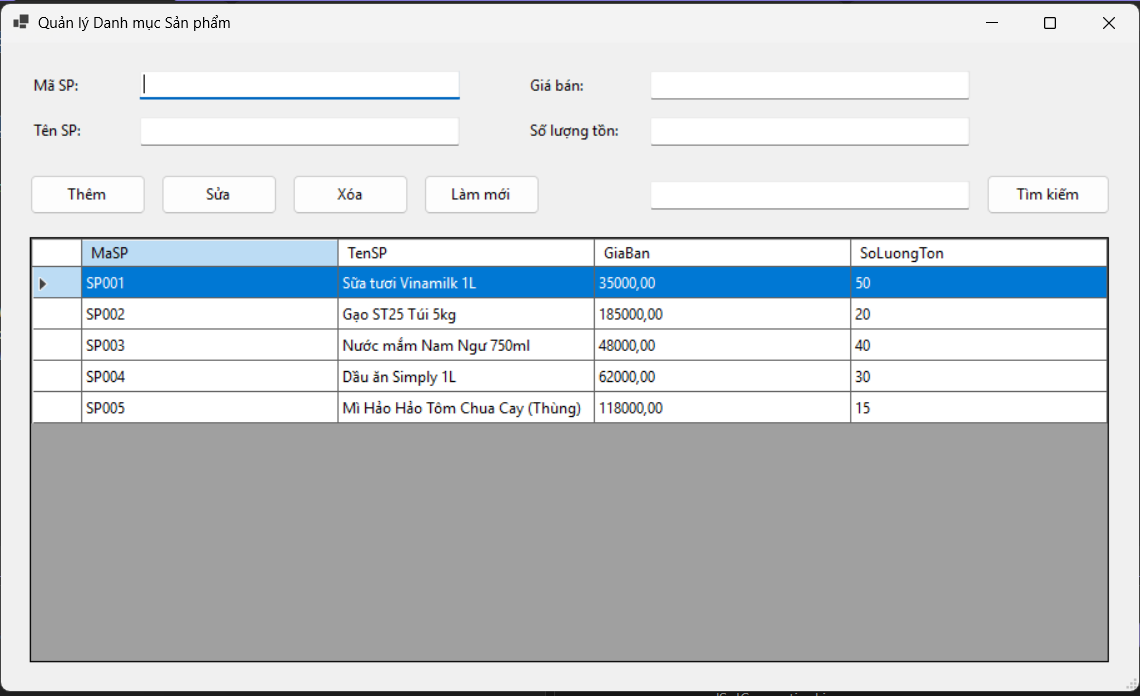 Quản lý Danh mục Sản phẩm
Mã SP: Giá bán:
Tên SP: Số lượng tồn:
Thêm Sửa Xóa Làm mới Tìm kiếm
MaSP TenSP GiaBan SoLuongTon
SP001 Sữa tươi Vinamilk 1L 35000,00 50
SP002 Gạo ST25 Túi 5kg 185000,00 20
SP003 Nước mắm Nam Ngư 750ml 48000,00 40
SP004 Dầu ăn Simply 1L 62000,00 30
SP005 Mì Hảo Hảo Tôm Chua Cay (Thùng) 118000,00 15